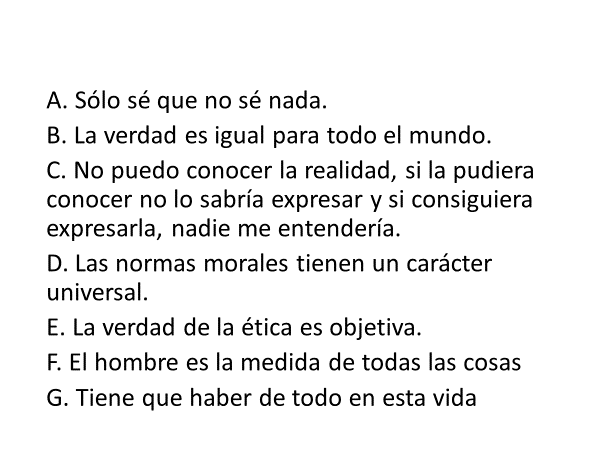 A. Sólo sé que no sé nada.
B. La verdad es igual para todo el mundo.
C. No puedo conocer la realidad, si la pudiera
conocer no lo sabría expresar y si consiguiera
expresarla, nadie me entendería.
D. Las normas morales tienen un carácter
universal.
E. La verdad de la ética es objetiva.
F. El hombre es la medida de todas las cosas
G. Tiene que haber de todo en esta vida